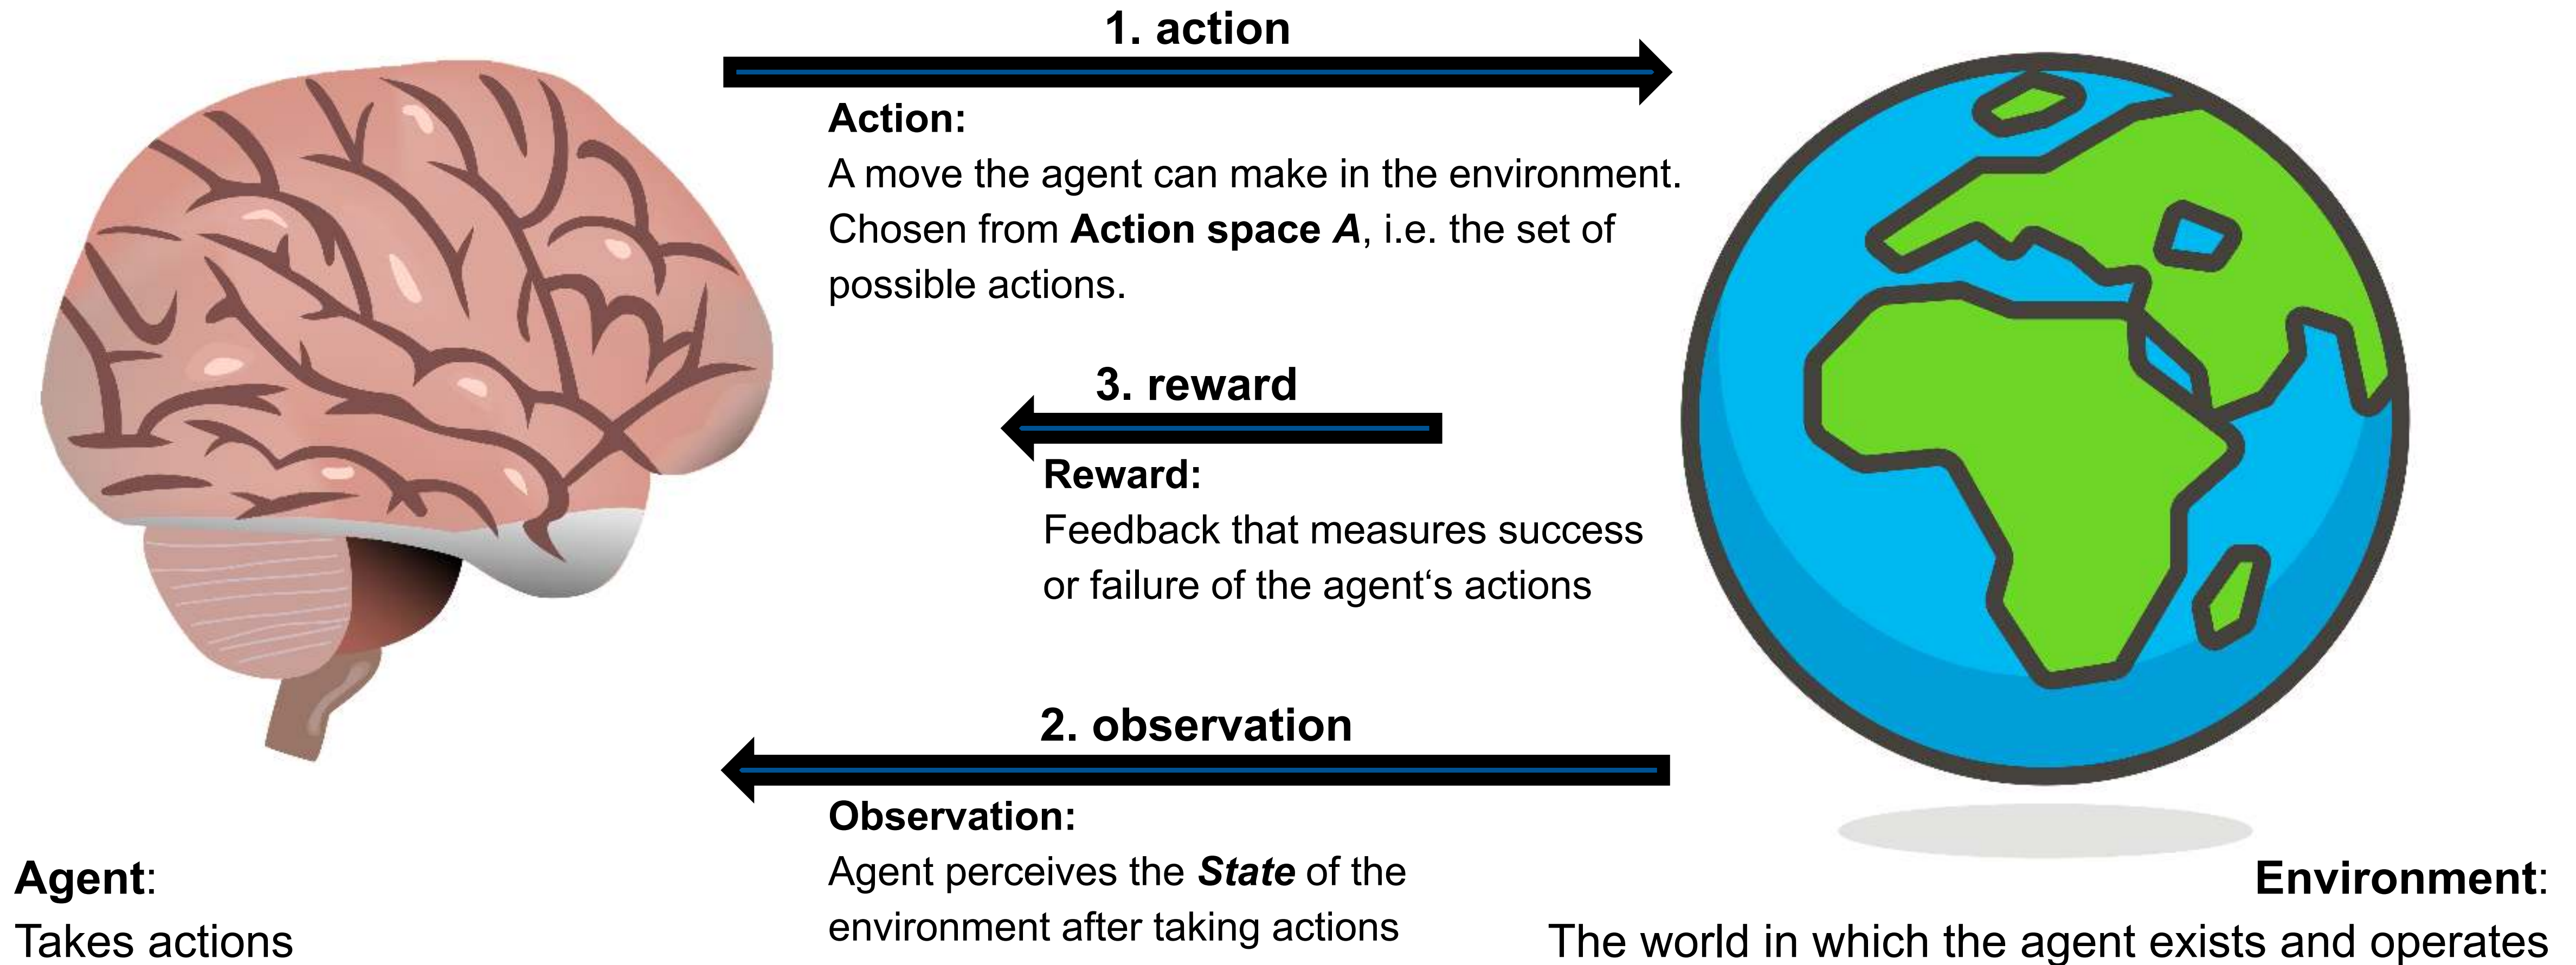 1. action
Action:
A move the agent can make in the environment.
Chosen from Action space A, i.e. the set of
possible actions.
3. reward
Reward:
Feedback that measures success
or failure of the agent‘s actions
2. observation
Observation:
Agent perceives the State of the
environment after taking actions
Agent:
Takes actions
Environment:
The world in which the agent exists and operates